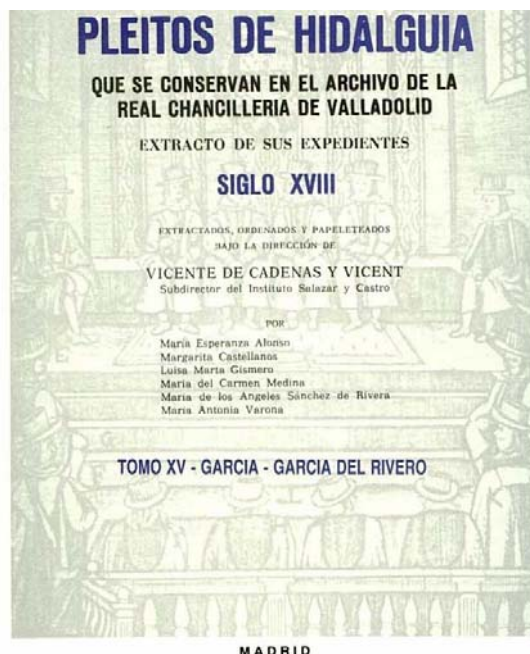 PLEITOS DE HIDALGUIA
QUE SE CONSERVAN EN EL ARCHIVO DE LA
REAL CHANCILLERIA DE VALLADOLID
EXTRACTO DE SUS EXPEDIENTES
SIGLO XVIII
EXTRACTADOS, ORDENADOS Y PAPELETEADOS
BAJO LA DIRECCIÓN DE
VICENTE DE CADENAS Y VICENT
Subdirector del Instituto Salazar y Castro
POR
María Esperanza Alonso
Margarita Castellanos
Luisa Marta Gismero
María del Carmen Medina
María de los Angeles Sánchez de Rivera
María Antonia Varona
TOMO XV - GARCIA - GARCIA DEL RIVERO
MADRID